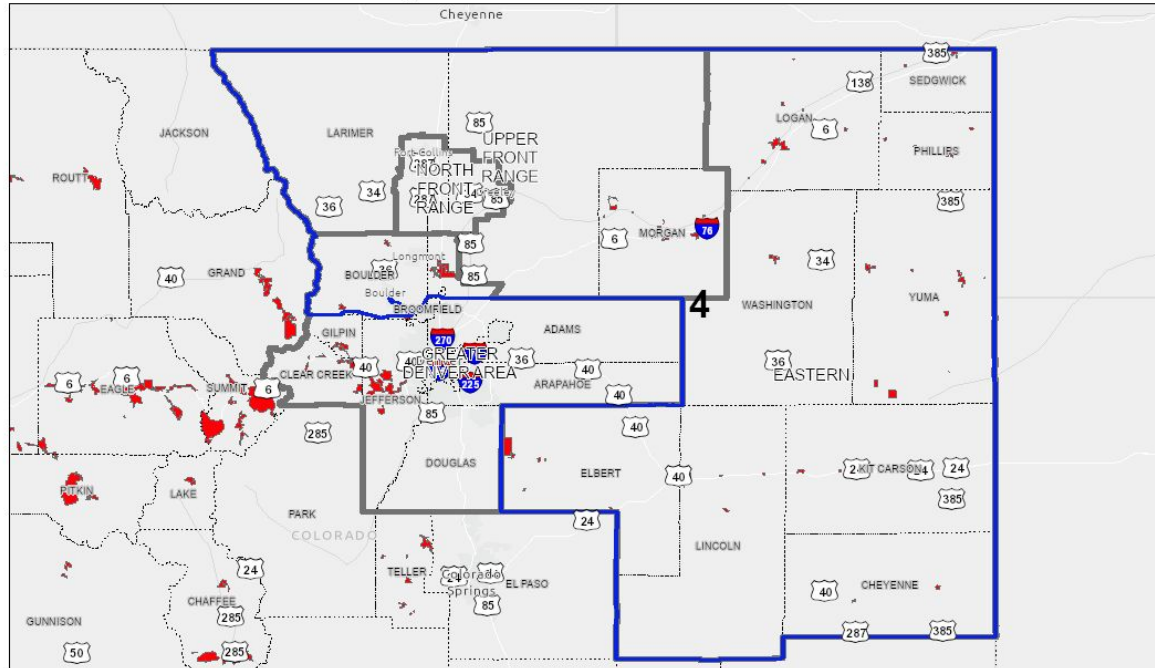 Cheyenne
385
SEDGWICK
138
LOGAN
6
PHILLIPS
JACKSON
LARIMER
85
UPPER
FRONT
RANGE
Fort Collins
287
NORTH
FRONT
RANGE
34
36
85
ROUTT
385
MORGAN
76
6
85
34
Longmont
BOULDER
36
Boulder
85
GRAND
40
BROOMFIELD
4
WASHINGTON
YUMA
GILPIN
270
ADAMS
36
EASTERN
CLEAR CREEK
40
40
GREATER
DENVER AREA
36
40
225
ARAPAHOE
40
JEFFERSON
6
6
EAGLE
SUMMIT
6
85
285
40
DOUGLAS
ELBERT
40
KIT CARSON
24
385
PITKIN
LAKE
PARK
24
LINCOLN
COLORADO
24
TELLER
24
Colorado
Springs
EL PASO
85
CHEYENNE
40
CHAFFEE
285
GUNNISON
50
285
287
385